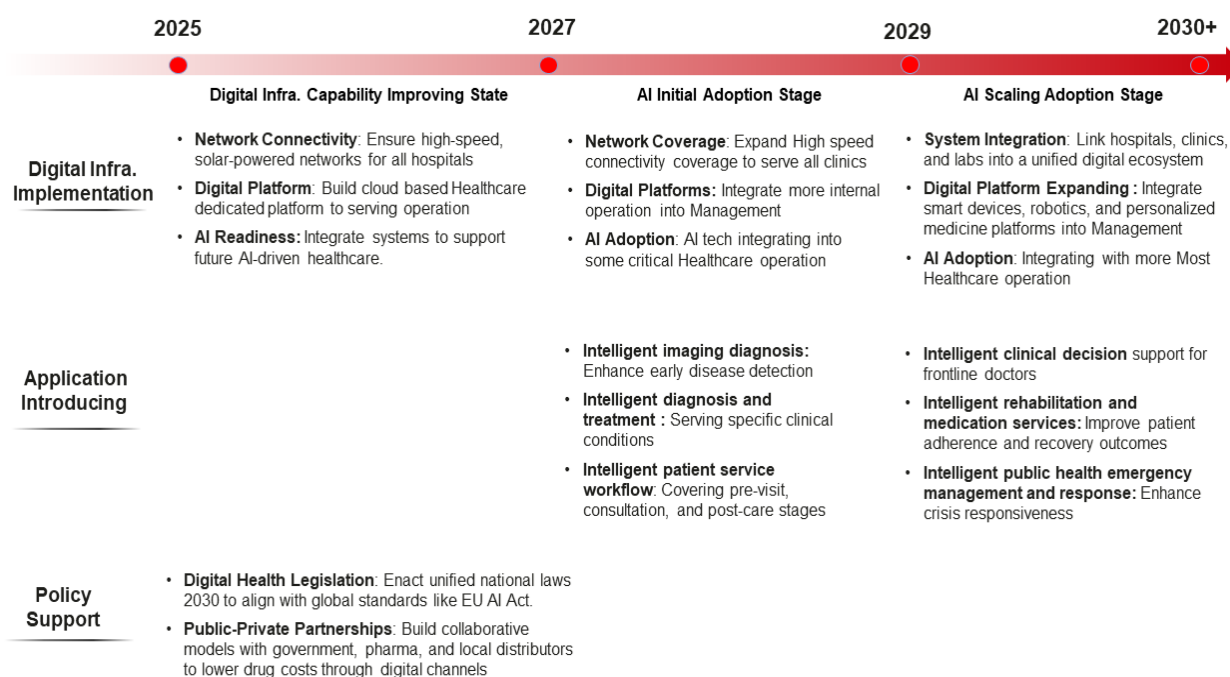 2025
2027
2029
2030+
Digital Infra. Capability Improving State
AI Initial Adoption Stage
AI Scaling Adoption Stage
Digital Infra.
Implementation
• Network Connectivity: Ensure high-speed,
solar-powered networks for all hospitals
• Digital Platform: Build cloud based Healthcare
dedicated platform to serving operation
• AI Readiness: Integrate systems to support
future AI-driven healthcare.
• Network Coverage: Expand High speed
connectivity coverage to serve all clinics
• Digital Platforms: Integrate more internal
operation into Management
• AI Adoption: AI tech integrating into
some critical Healthcare operation
• System Integration: Link hospitals, clinics,
and labs into a unified digital ecosystem
• Digital Platform Expanding : Integrate
smart devices, robotics, and personalized
medicine platforms into Management
• AI Adoption: Integrating with more Most
Healthcare operation
Application
Introducing
• Intelligent imaging diagnosis:
Enhance early disease detection
• Intelligent diagnosis and
treatment : Serving specific clinical
conditions
• Intelligent patient service
workflow: Covering pre-visit,
consultation, and post-care stages
• Intelligent clinical decision support for
frontline doctors
• Intelligent rehabilitation and
medication services: Improve patient
adherence and recovery outcomes
• Intelligent public health emergency
management and response: Enhance
crisis responsiveness
Policy
Support
• Digital Health Legislation: Enact unified national laws
2030 to align with global standards like EU AI Act.
• Public-Private Partnerships: Build collaborative
models with government, pharma, and local distributors
to lower drug costs through digital channels